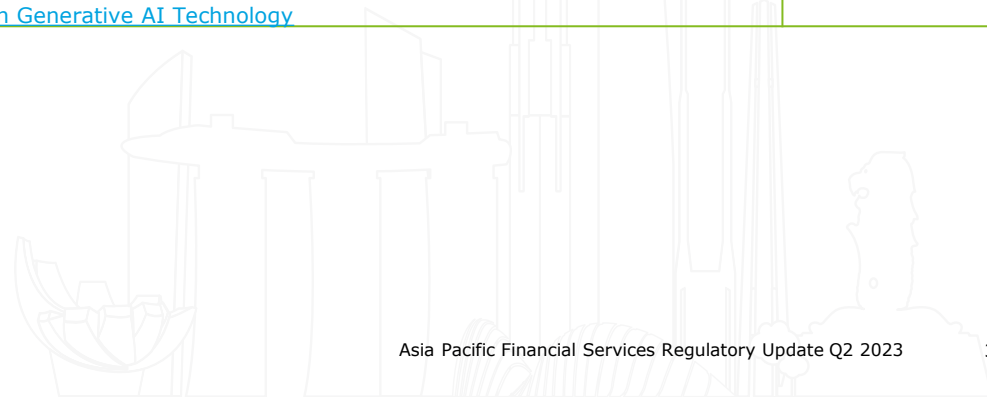 n Generative AI Technology
Asia Pacific Financial Services Regulatory Update Q2 2023